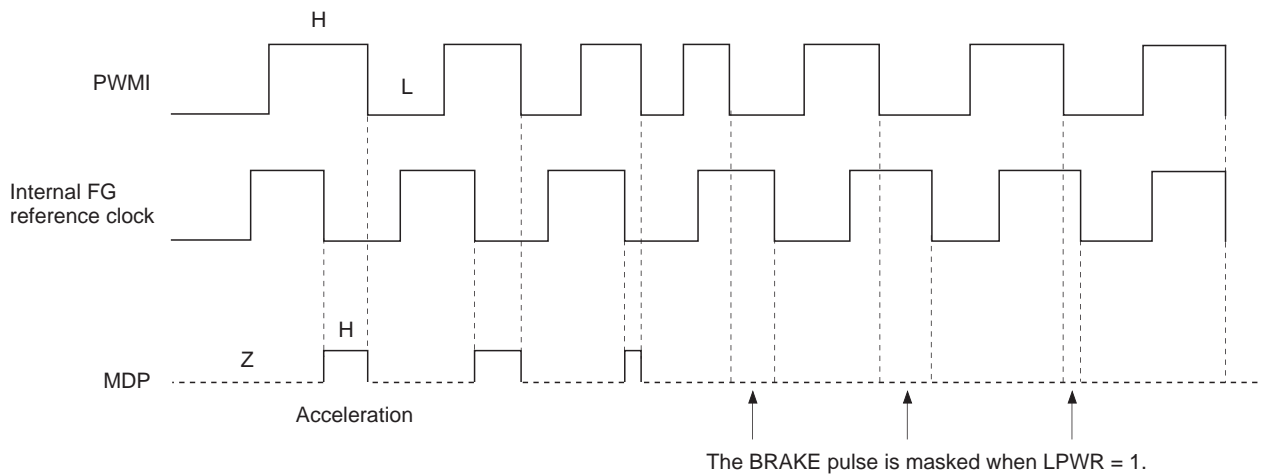 H
PWMI
L
Internal FG
reference clock
H
Z
MDP
Acceleration
The BRAKE pulse is masked when LPWR = 1.